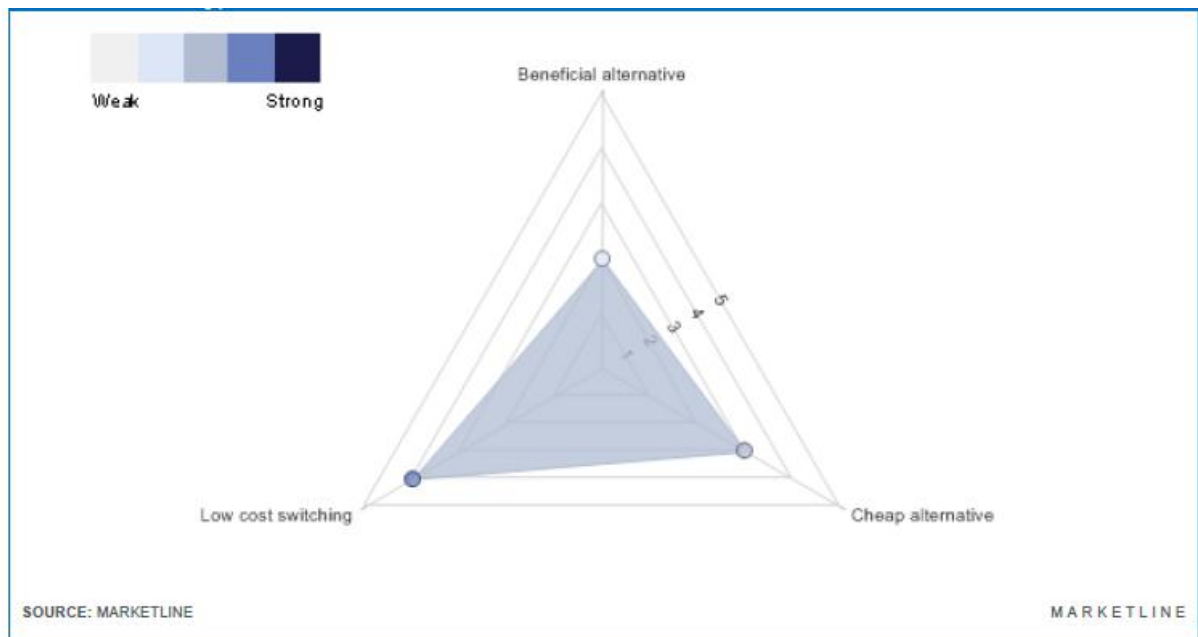 Weak
Strong
Beneficial alternative
5
4
3
2
1
Low cost switching
Cheap alternative
SOURCE: MARKETLINE
MARKETLINE